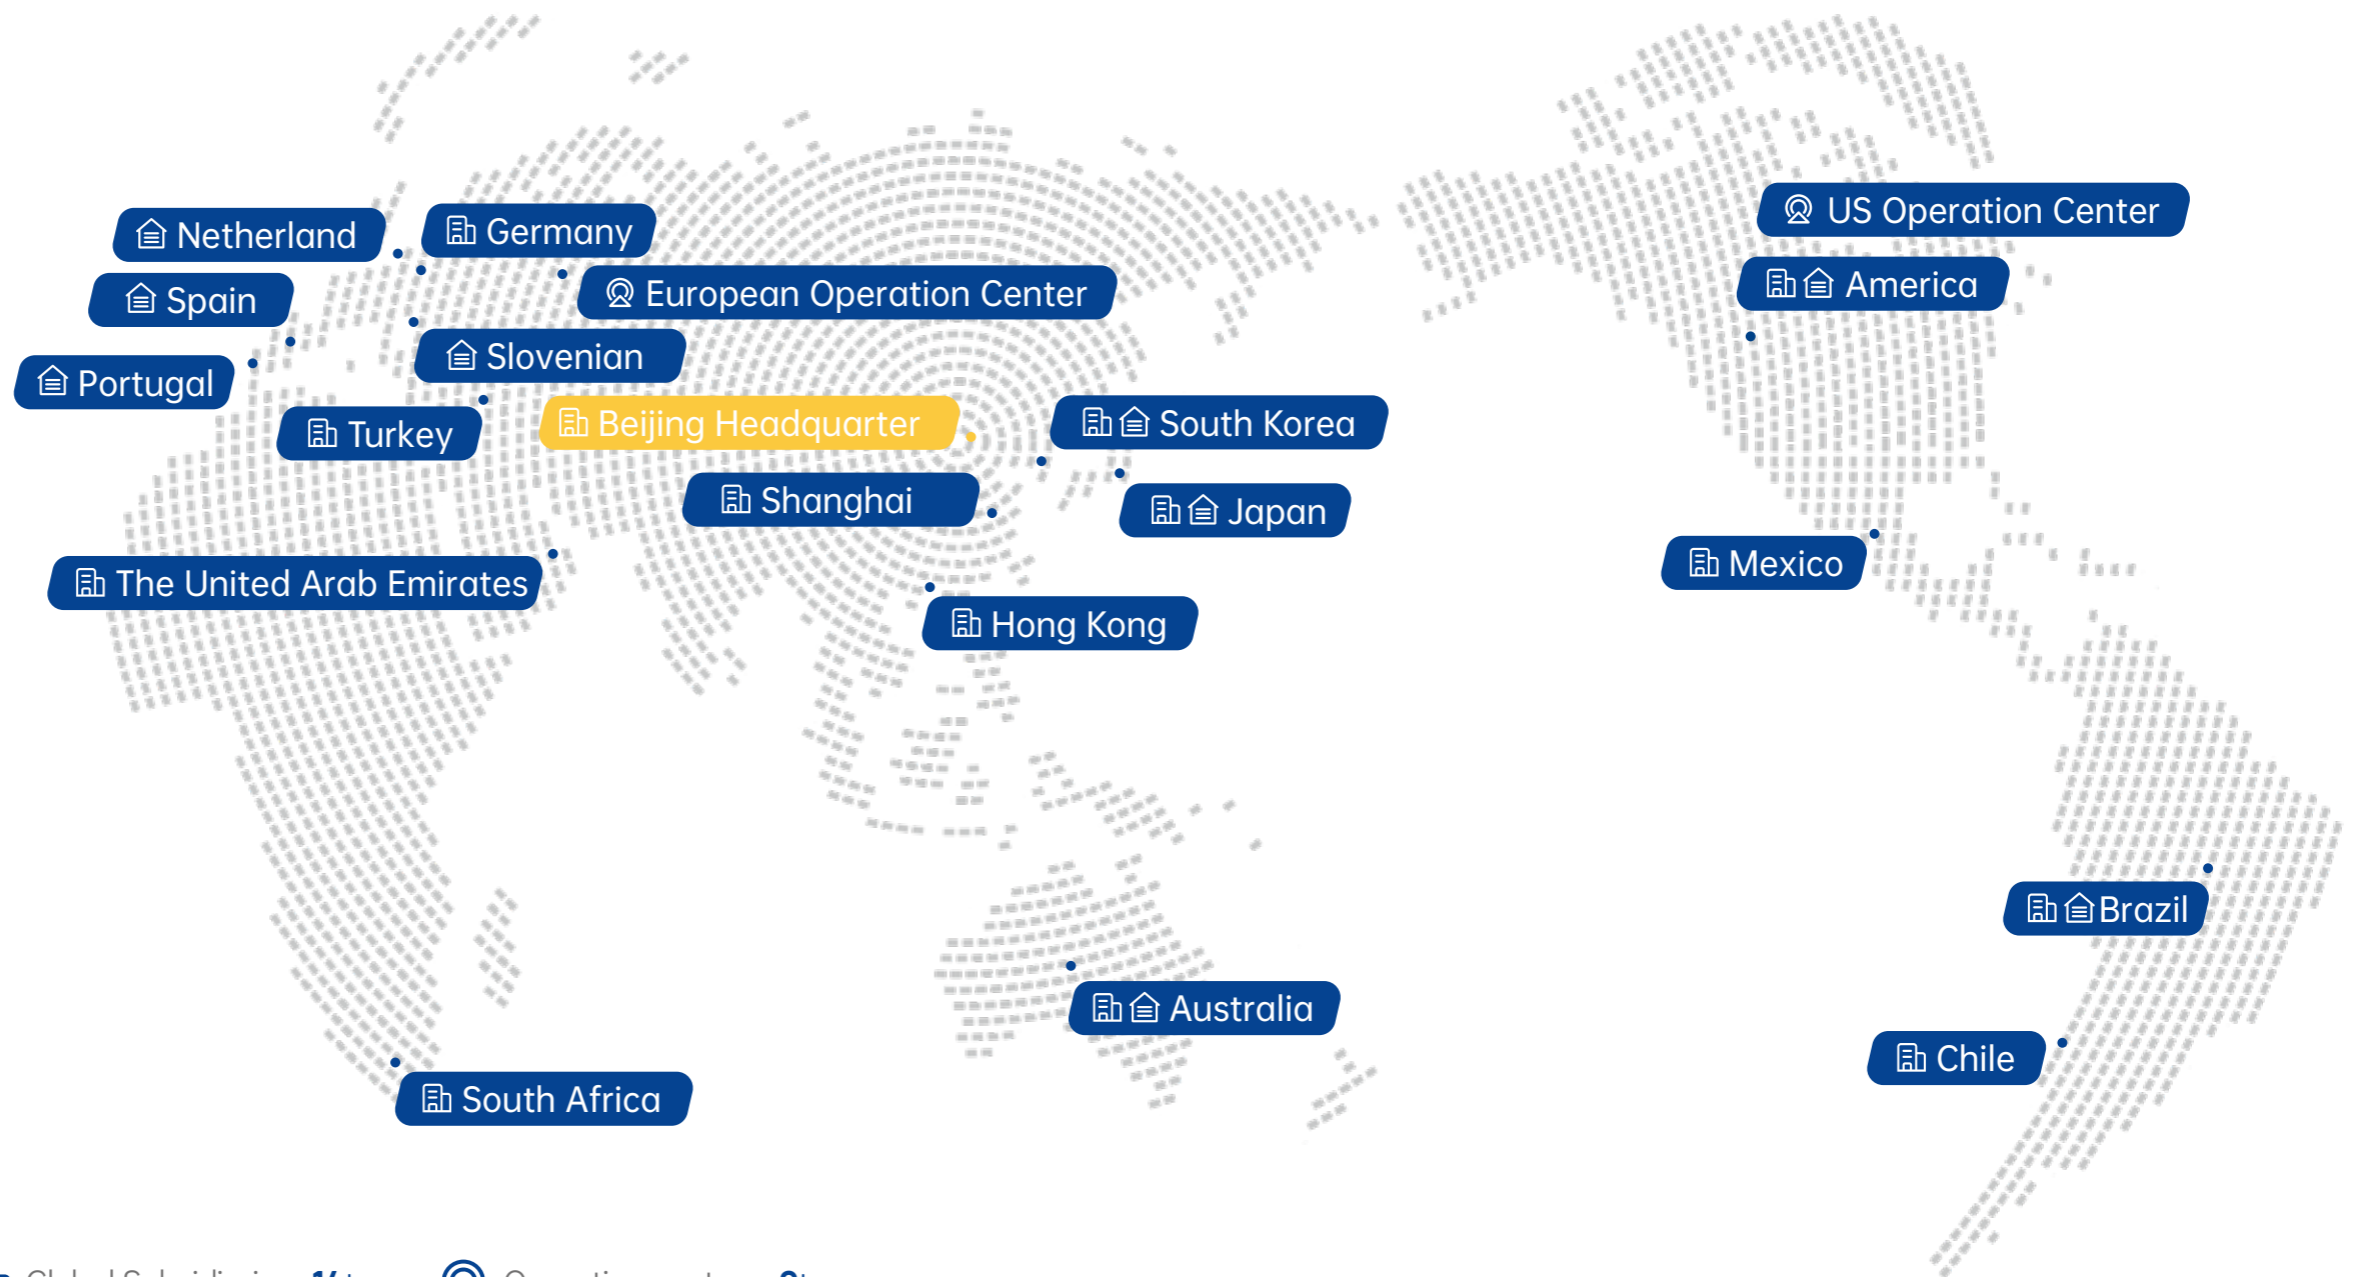 US Operation Center
Netherland
Germany
America
European Operation Center
Spain
Slovenian
Portugal
Beijing Headquarter
South Korea
Turkey
Shanghai
Japan
Mexico
The United Arab Emirates
Hong Kong
Brazil
Australia
Chile
South Africa